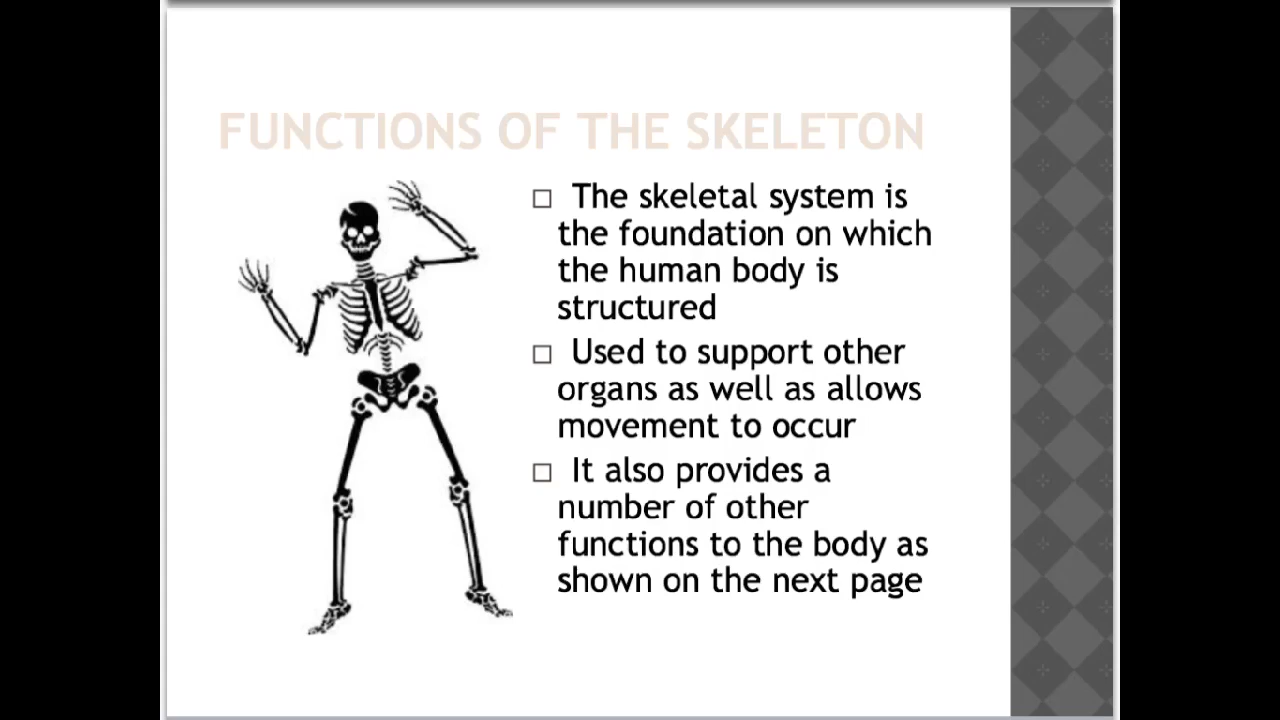 FUNCTIONS OF THE SKELETON
□ The skeletal system is
the foundation on which
the human body is
structured
□ Used to support other
organs as well as allows
movement to occur
□ It also provides a
number of other
functions to the body as
shown on the next page